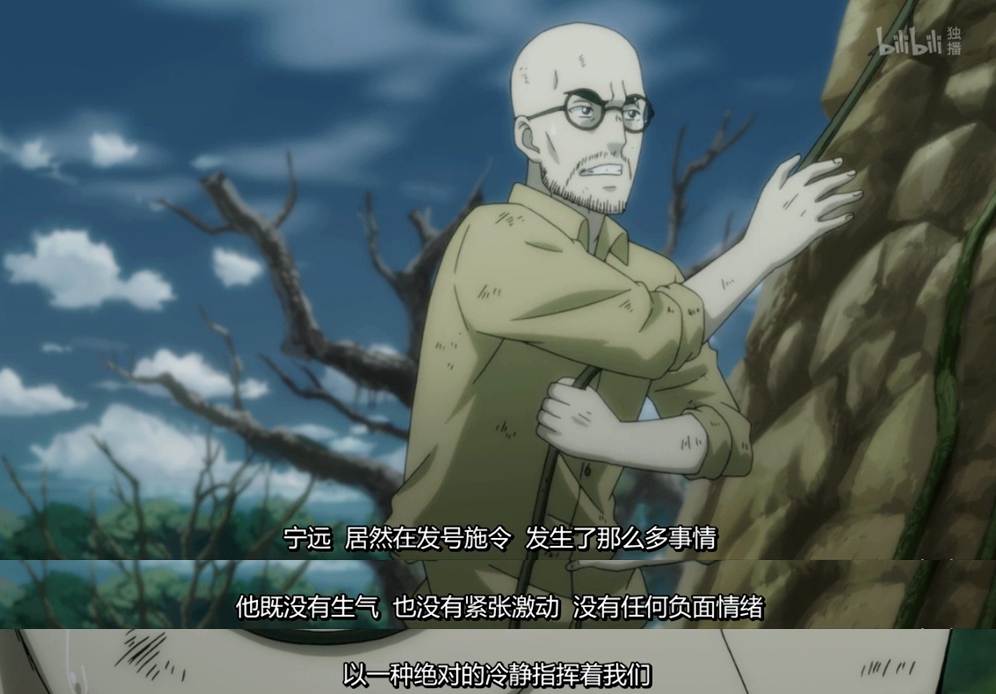 bilibili 独播
宁远 居然在发号施令 发生了那么多事情
他既没有生气 也没有紧张激动 没有任何负面情绪
以一种绝对的冷静指挥着我们